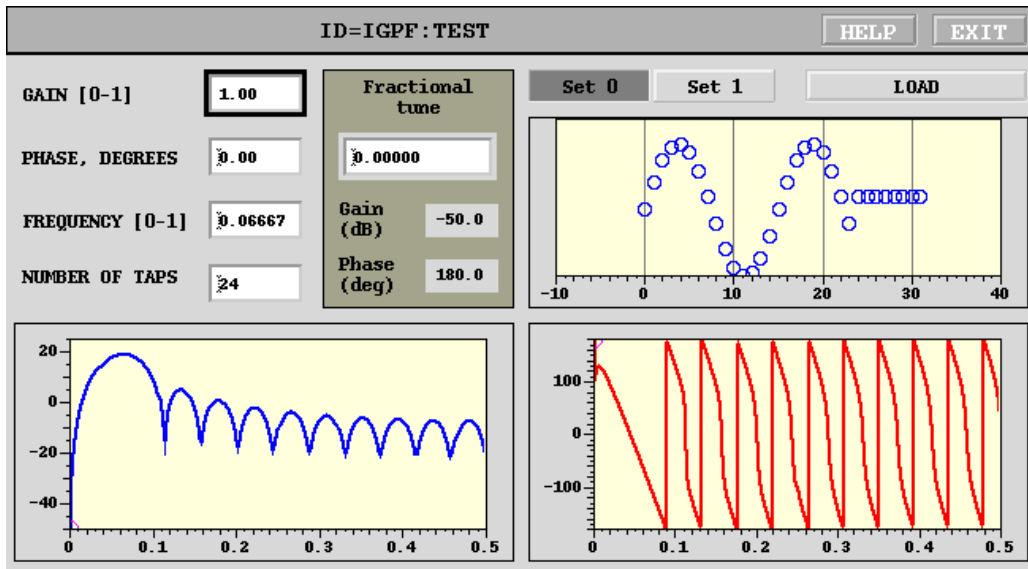 ID=IGPF:TEST
HELP
EXIT
GAIN [0-1]
1.00
PHASE, DEGREES
0.00
FREQUENCY [0-1]
0.06667
NUMBER OF TAPS
24
Fractional
tune
0.00000
Gain
(dB)
-50.0
Phase
(deg)
180.0
Set 0
Set 1
LOAD
-10
0
10
20
30
40
20
0
-20
-40
0
0.1
0.2
0.3
0.4
0.5
100
0
-100
0
0.1
0.2
0.3
0.4
0.5